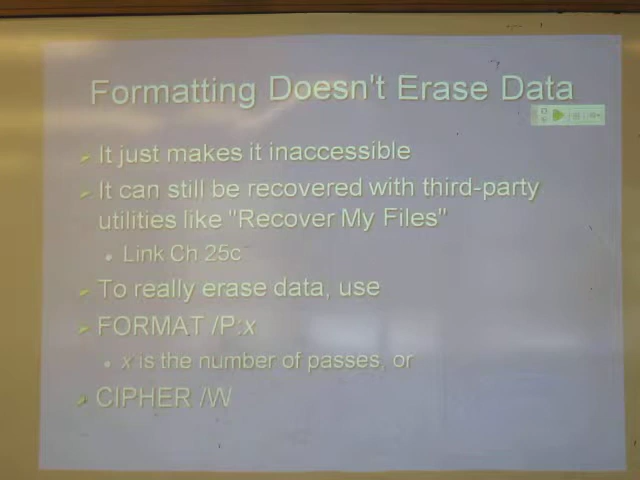 Formatting Doesn't Erase Data
It just makes it inaccessible
It can still be recovered with third-party
utilities like "Recover My Files"
Link Ch 25c
To really erase data, use
FORMAT /P:x
x is the number of passes, or
CIPHER /W